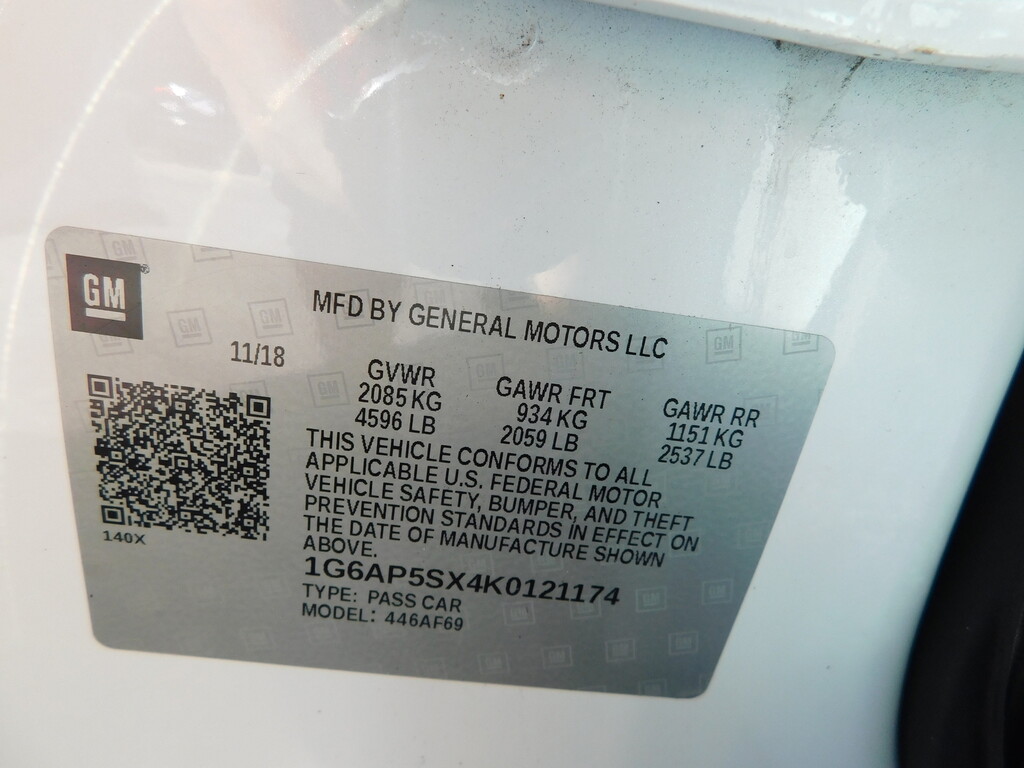 GM
MFD BY GENERAL MOTORS LLC
11/18
GVWR
2085 KG
4596 LB
GAWR FRT
934 KG
2059 LB
GAWR RR
1151 KG
2537 LB
THIS VEHICLE CONFORMS TO ALL
APPLICABLE U.S. FEDERAL MOTOR
VEHICLE SAFETY, BUMPER, AND THEFT
PREVENTION STANDARDS IN EFFECT ON
THE DATE OF MANUFACTURE SHOWN
ABOVE.
1G6AP5SX4K0121174
TYPE: PASS CAR
MODEL: 446AF69
140X